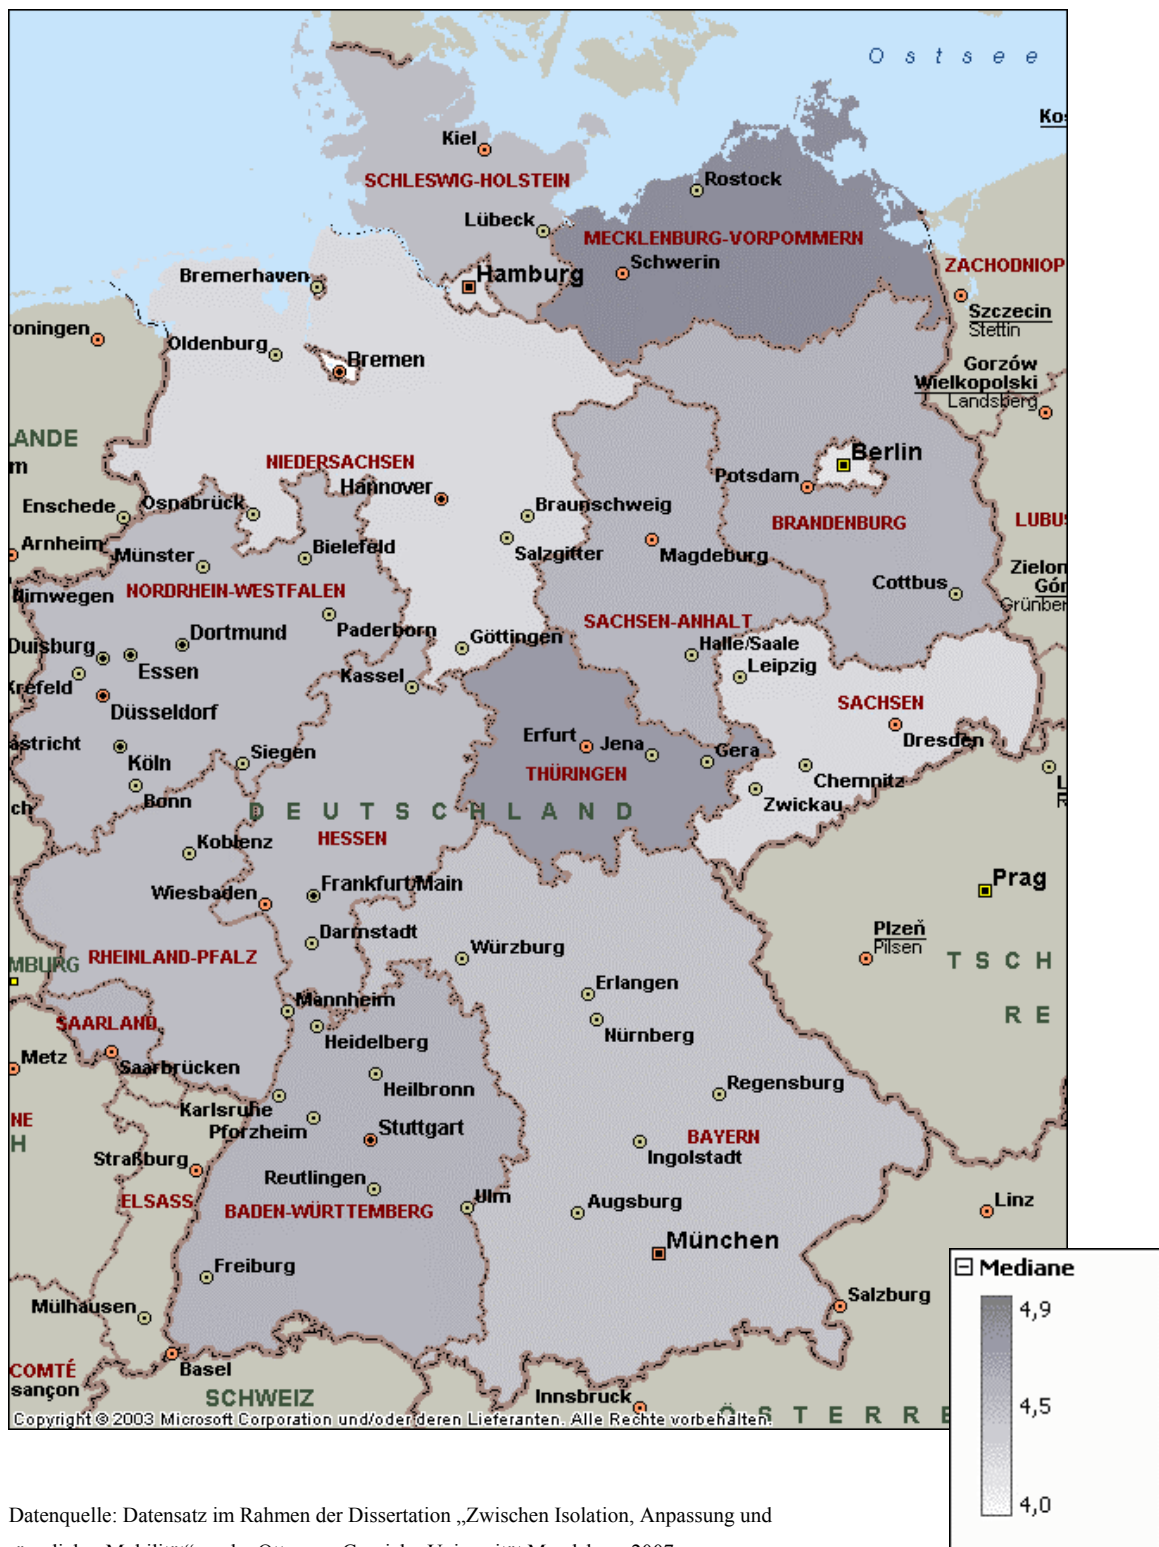 Ostsee
Kiel
SCHLESWIG-HOLSTEIN
Rostock
Lübeck
MECKLENBURG-VORPOMMERN
Schwerin
ZACHODNIOP
Bremerhaven
Hamburg
Szczecin
Stettin
Oldenburg
Bremen
Gorzów
Wielkopolski
Landsberg
Berlin
NIEDERSACHSEN
Hannover
Potsdam
Enschede
Osnabrück
Braunschweig
BRANDENBURG
Arnheim
Münster
Bielefeld
Salzgitter
Magdeburg
Nimwegen
NORDRHEIN-WESTFALEN
Cottbus
Duisburg
Dortmund
Paderborn
Göttingen
SACHSEN-ANHALT
Halle/Saale
Essen
Leipzig
Krefeld
Kassel
SACHSEN
Düsseldorf
Erfurt
Jena
Gera
Dresden
Köln
Siegen
THÜRINGEN
Chemnitz
Bonn
Zwickau
DEUTSCHLAND
Koblenz
HESSEN
Wiesbaden
Frankfurt/Main
Prag
Darmstadt
Würzburg
Plzeň
Pilsen
RHEINLAND-PFALZ
TSCH
Erlangen
Mannheim
RE
SAARLAND
Heidelberg
Nürnberg
Metz
Saarbrücken
Heilbronn
Regensburg
Karlsruhe
Pforzheim
Stuttgart
BAYERN
Ingolstadt
Straßburg
Reutlingen
ELSASS
BADEN-WÜRTTEMBERG
Ulm
Augsburg
Linz
München
Freiburg
Mülhausen
Salzburg
COMTÉ
Basel
SCHWEIZ
Innsbruck
ÖSTERRE
Copyright © 2003 Microsoft Corporation und/oder deren Lieferanten. Alle Rechte vorbehalten.
Mediane
4,9
4,5
4,0
Datenquelle: Datensatz im Rahmen der Dissertation „Zwischen Isolation, Anpassung und